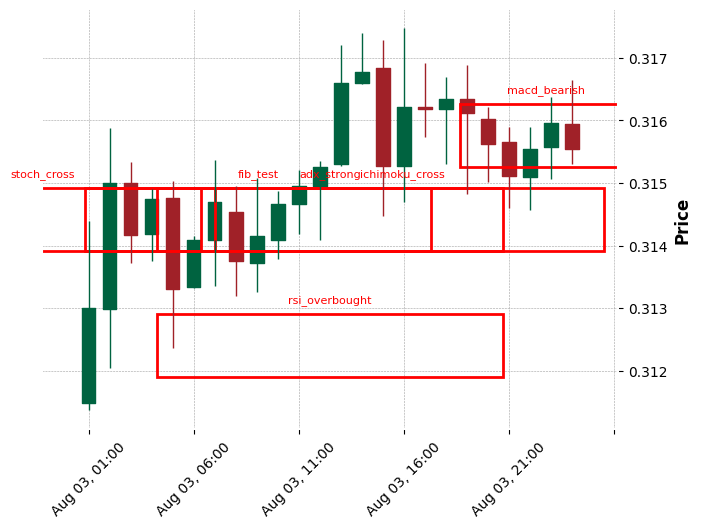 0.317
macd_bearish
0.316
stoch_cross
fib_test
adx_strong
ichimoku_cross
0.315
Price
0.314
0.313
rsi_overbought
0.312
Aug 03, 01:00
Aug 03, 06:00
Aug 03, 11:00
Aug 03, 16:00
Aug 03, 21:00